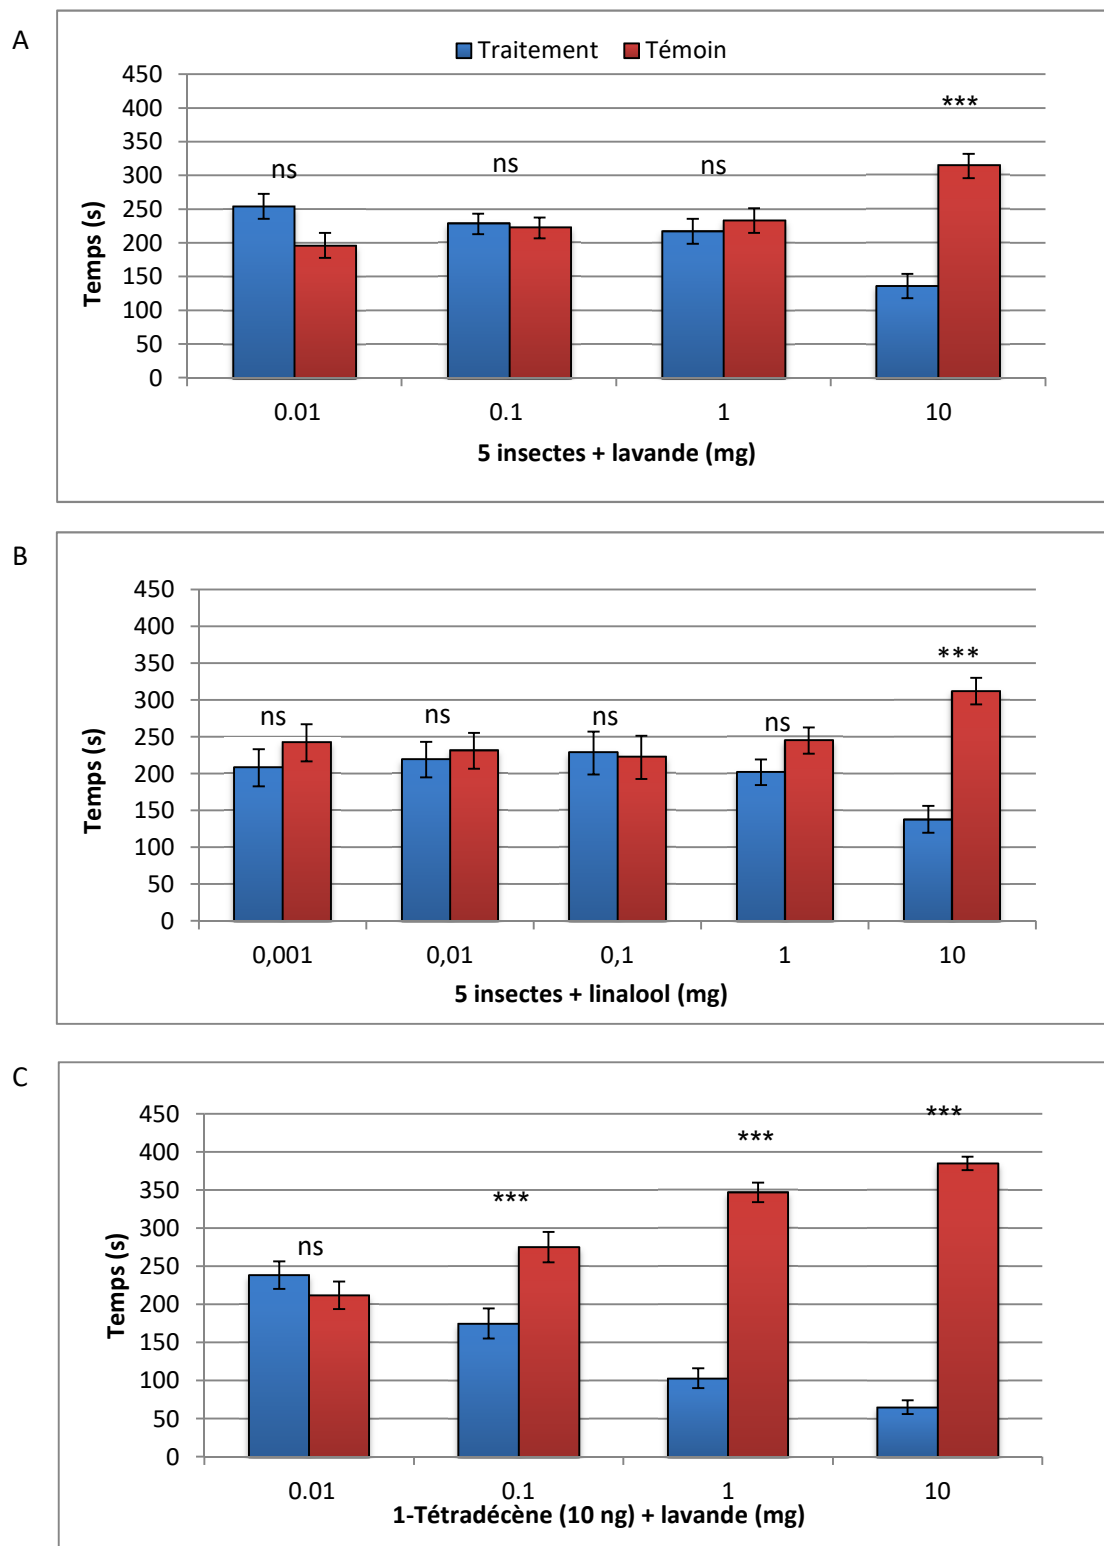 A
Traitement Témoin
450
400
350
300
250
200
150
100
50
0
Temps (s)
ns
ns
ns
***
0.01 0.1 1 10
5 insectes + lavande (mg)
B
450
400
350
300
250
200
150
100
50
0
Temps (s)
ns
ns
ns
ns
***
0,001 0,01 0,1 1 10
5 insectes + linalool (mg)
C
450
400
350
300
250
200
150
100
50
0
Temps (s)
ns
***
***
***
0.01 0.1 1 10
1-Tétradécène (10 ng) + lavande (mg)